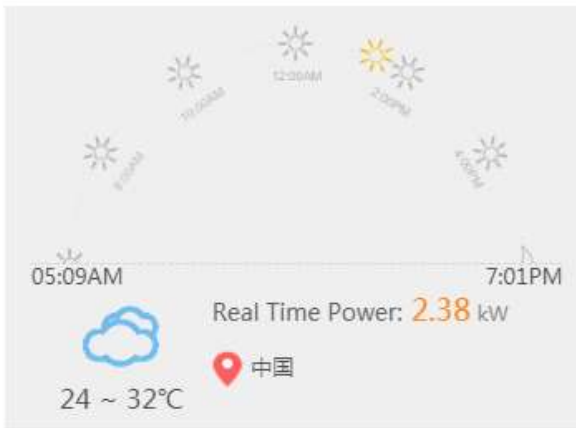 12:00AM
10:00AM
2:00PM
8:00AM
4:00PM
05:09AM
7:01PM
Real Time Power: 2.38 kW
中国
24 ~ 32℃